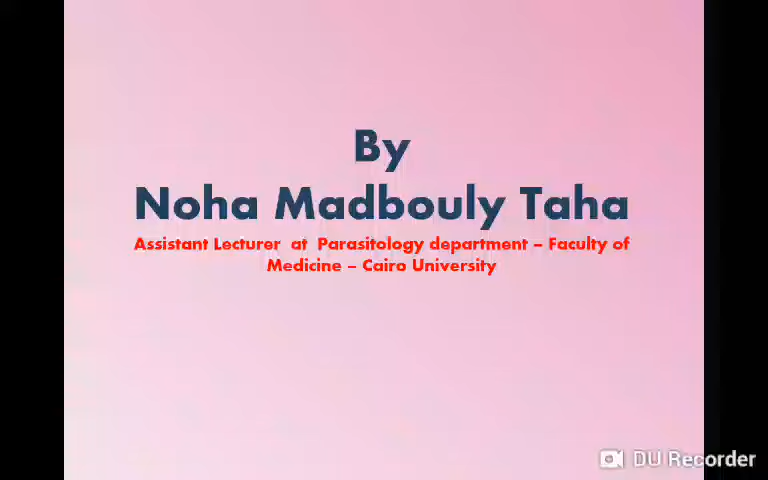 By
Noha Madbouly Taha
Assistant Lecturer at Parasitology department – Faculty of
Medicine – Cairo University
DU Recorder